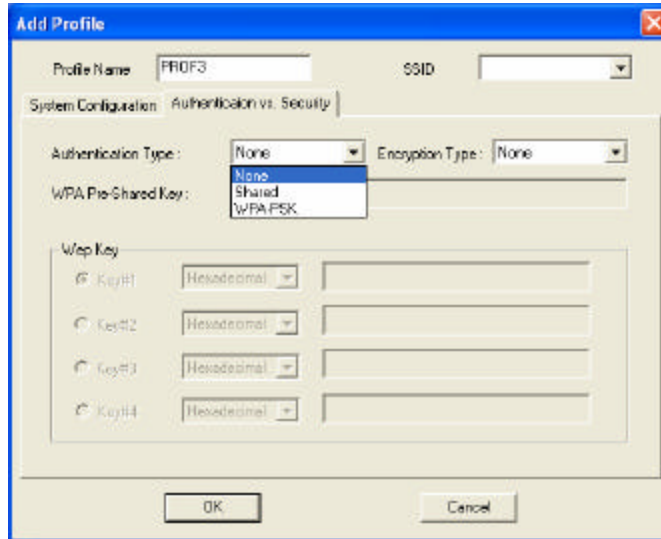 Add Profile
Profile Name PROF3 SSID
System Configuration Authenticaion vs. Security
Authentication Type : None Encryption Type : None
None
Shared
WPA-PSK
WPA Pre-Shared Key :
Wep Key
Key#1 Hexadecimal
Key#2 Hexadecimal
Key#3 Hexadecimal
Key#4 Hexadecimal
OK Cancel